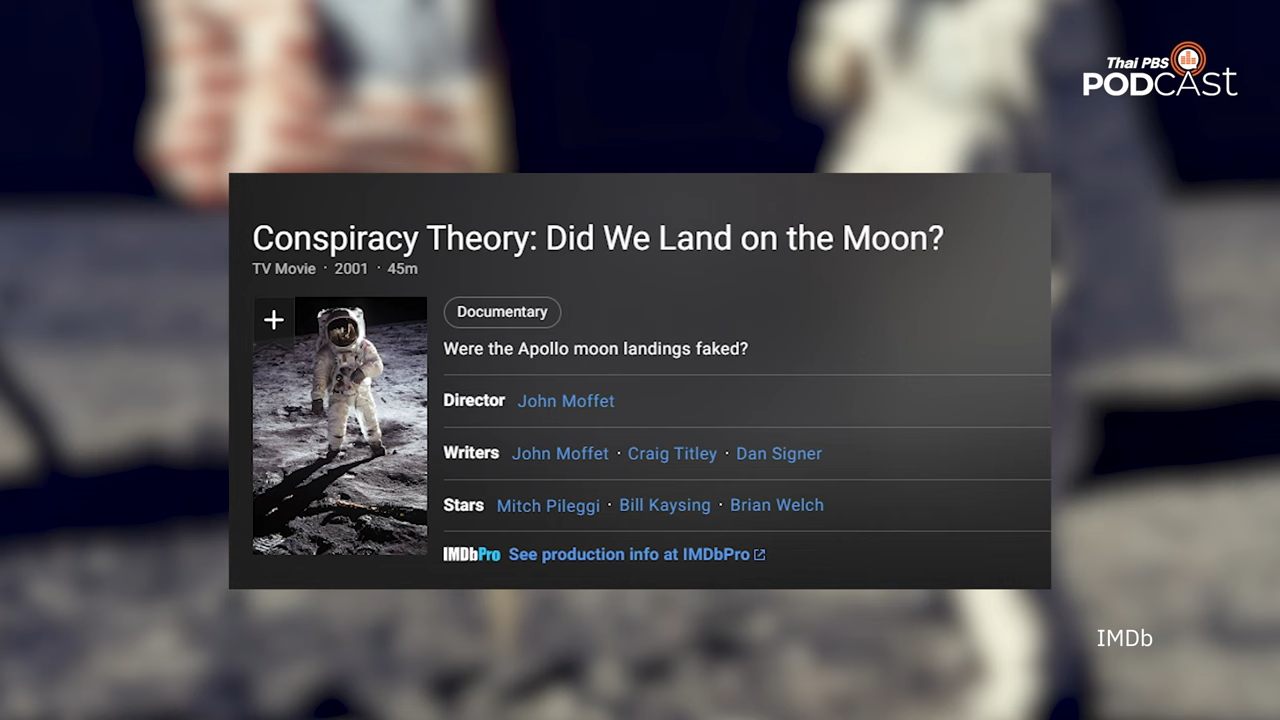 Thai PBS
PODCASt
Conspiracy Theory: Did We Land on the Moon?
TV Movie · 2001 · 45m
+
Documentary
Were the Apollo moon landings faked?
Director John Moffet
Writers John Moffet · Craig Titley · Dan Signer
Stars Mitch Pileggi · Bill Kaysing · Brian Welch
IMDbPro See production info at IMDbPro
IMDb